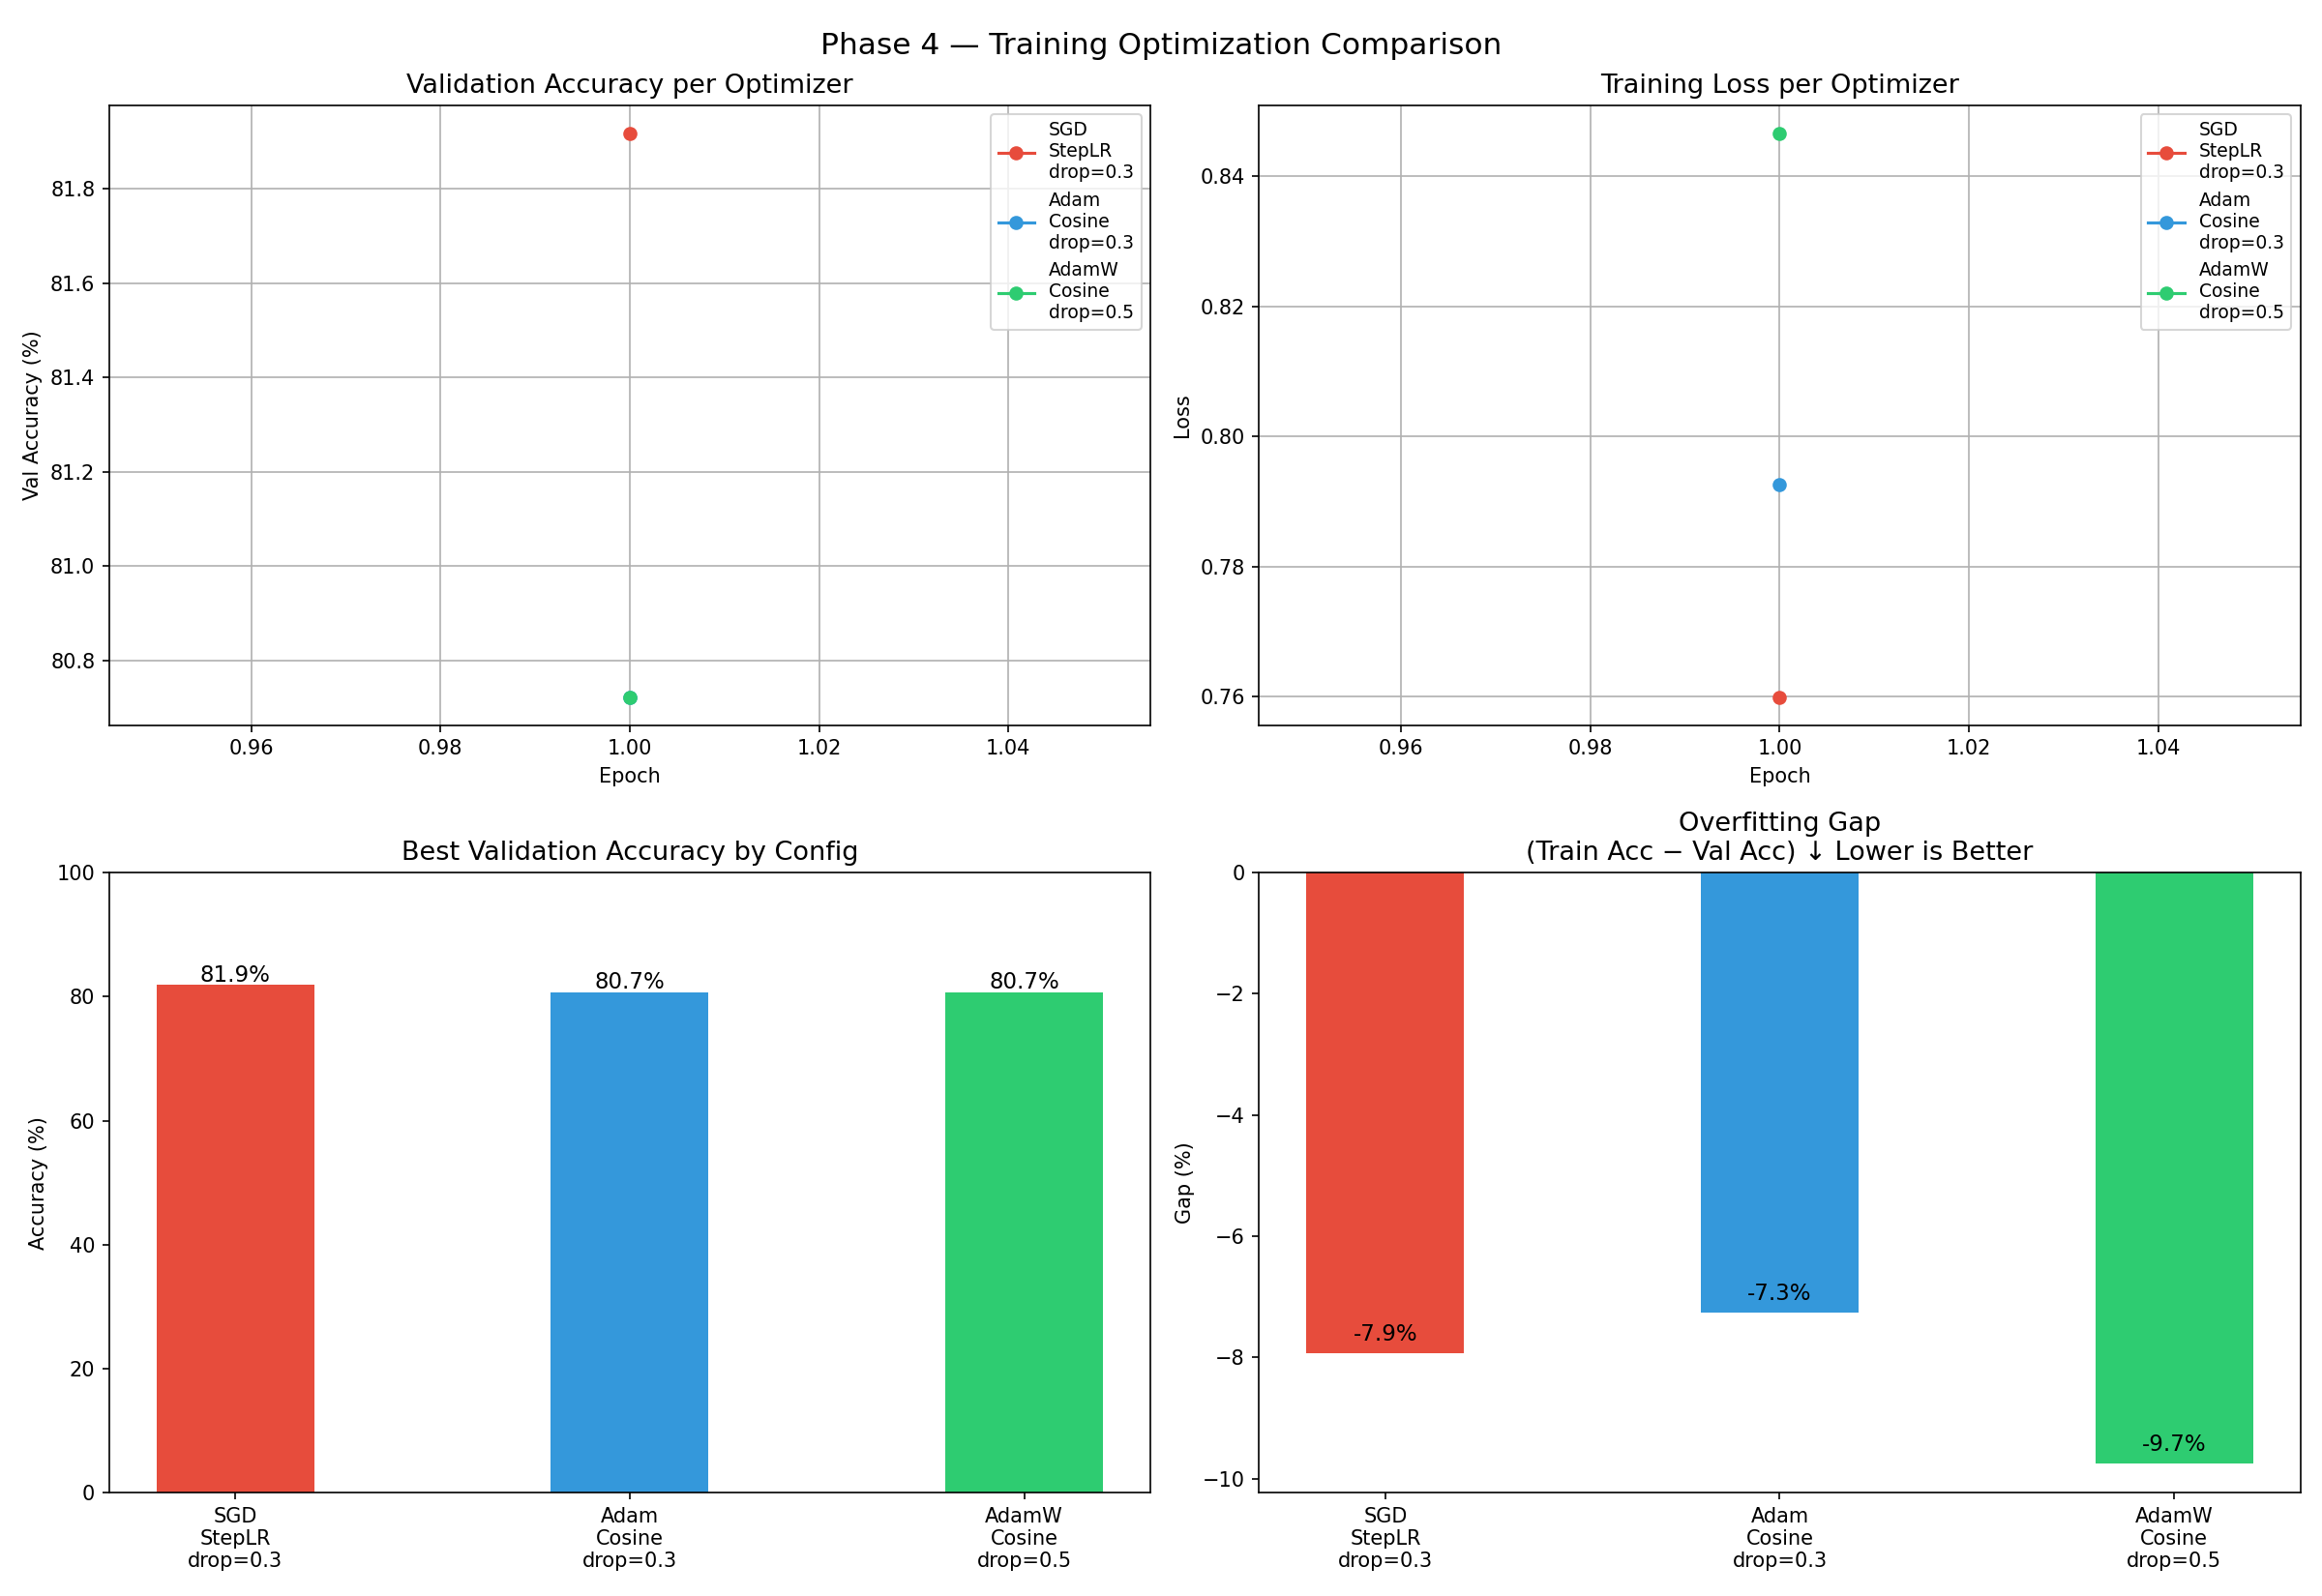 Phase 4 — Training Optimization Comparison
Validation Accuracy per Optimizer
Val Accuracy (%)
81.8
81.6
81.4
81.2
81.0
80.8
0.96
0.98
1.00
1.02
1.04
Epoch
SGD
StepLR
drop=0.3
Adam
Cosine
drop=0.3
AdamW
Cosine
drop=0.5
Training Loss per Optimizer
Loss
0.84
0.82
0.80
0.78
0.76
0.96
0.98
1.00
1.02
1.04
Epoch
SGD
StepLR
drop=0.3
Adam
Cosine
drop=0.3
AdamW
Cosine
drop=0.5
Best Validation Accuracy by Config
Accuracy (%)
100
80
60
40
20
0
81.9%
80.7%
80.7%
SGD
StepLR
drop=0.3
Adam
Cosine
drop=0.3
AdamW
Cosine
drop=0.5
Overfitting Gap
(Train Acc − Val Acc) ↓ Lower is Better
Gap (%)
0
−2
−4
−6
−8
−10
-7.9%
-7.3%
-9.7%
SGD
StepLR
drop=0.3
Adam
Cosine
drop=0.3
AdamW
Cosine
drop=0.5